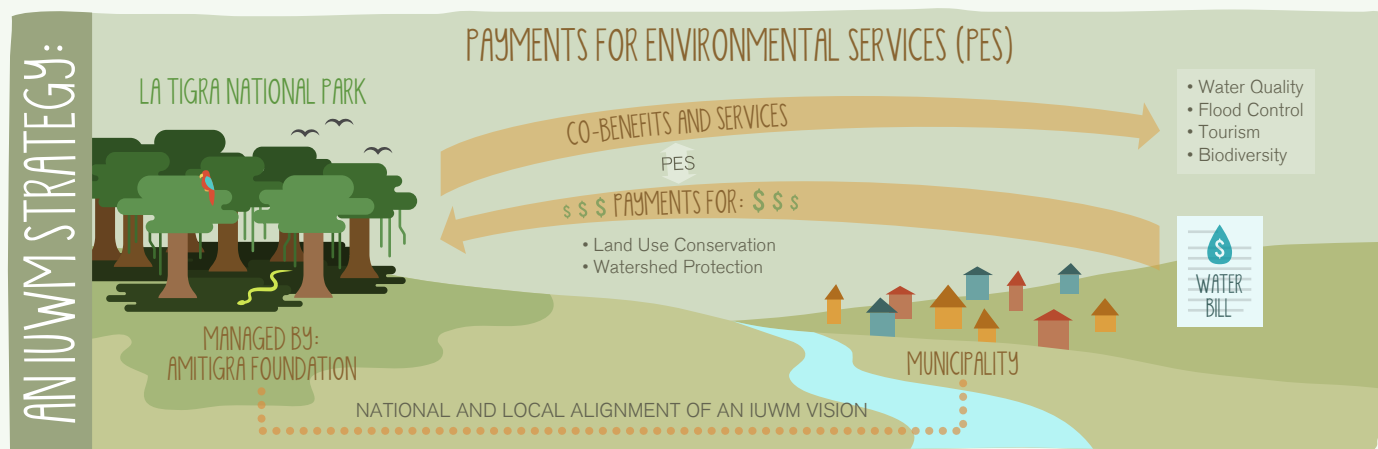 AN IUWM STRATEGY:
PAYMENTS FOR ENVIRONMENTAL SERVICES (PES)
LA TIGRA NATIONAL PARK
CO-BENEFITS AND SERVICES
• Water Quality
• Flood Control
• Tourism
• Biodiversity
PES
$ $ $ PAYMENTS FOR: $ $ $
• Land Use Conservation
• Watershed Protection
$
WATER
BILL
MANAGED BY:
AMITIGRA FOUNDATION
MUNICIPALITY
NATIONAL AND LOCAL ALIGNMENT OF AN IUWM VISION